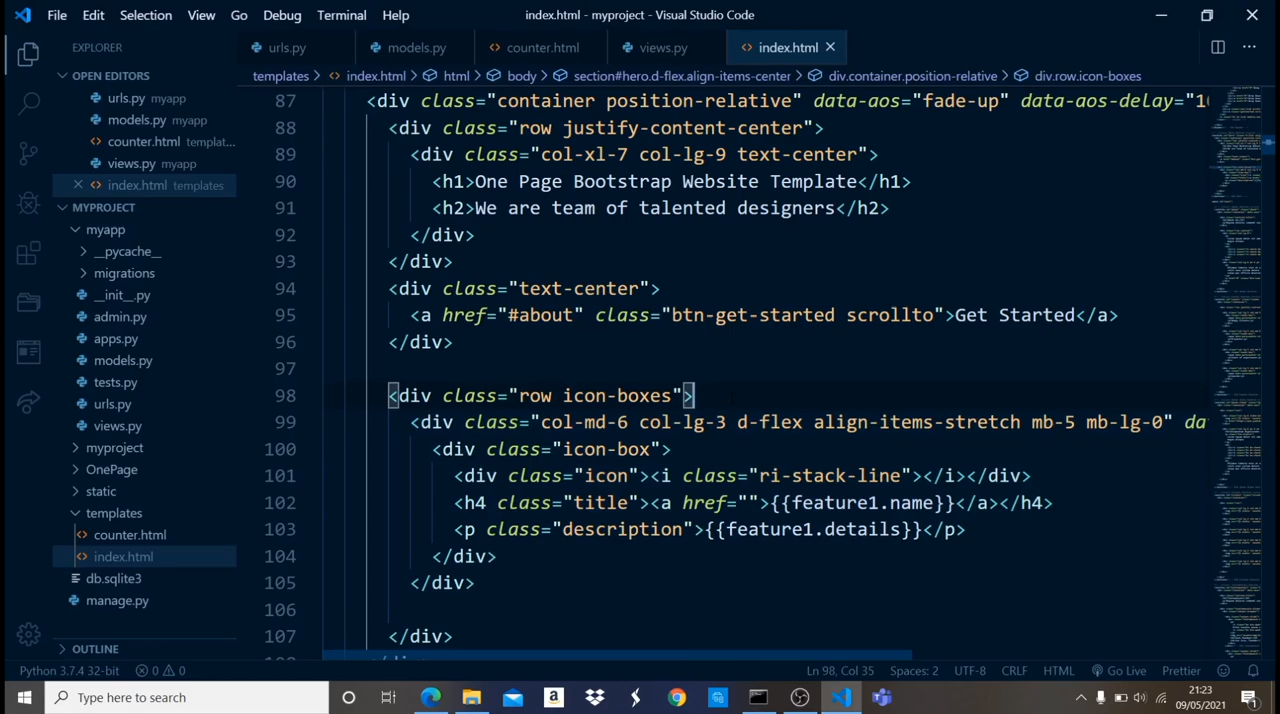 File Edit Selection View Go Debug Terminal Help index.html - myproject - Visual Studio Code
EXPLORER
OPEN EDITORS
urls.py myapp
models.py myapp
counter.html templat...
views.py myapp
index.html templates
MYPROJECT
myapp
__pycache__
migrations
__init__.py
admin.py
apps.py
models.py
tests.py
urls.py
views.py
myproject
OnePage
static
templates
counter.html
index.html
db.sqlite3
manage.py
OUTLINE
urls.py models.py counter.html views.py index.html
templates > index.html > html > body > section#hero.d-flex.align-items-center > div.container.position-relative > div.row.icon-boxes
87 <div class="container position-relative" data-aos="fade-up" data-aos-delay="10
88 <div class="row justify-content-center">
89 <div class="col-xl-7 col-lg-9 text-center">
90 <h1>One Page Bootstrap Website Template</h1>
91 <h2>We are team of talented designers</h2>
92 </div>
93 </div>
94 <div class="text-center">
95 <a href="#about" class="btn-get-started scrollto">Get Started</a>
96 </div>
97
98 <div class="row icon-boxes">
99 <div class="col-md-6 col-lg-3 d-flex align-items-stretch mb-5 mb-lg-0" da
100 <div class="icon-box">
101 <div class="icon"><i class="ri-stack-line"></i></div>
102 <h4 class="title"><a href="">{{feature1.name}}</a></h4>
103 <p class="description">{{feature1.details}}</p>
104 </div>
105 </div>
106
107 </div>
Python 3.7.4 32-bit 0 0 Ln 98, Col 35 Spaces: 2 UTF-8 CRLF HTML Go Live Prettier
Type here to search
21:23
09/05/2021